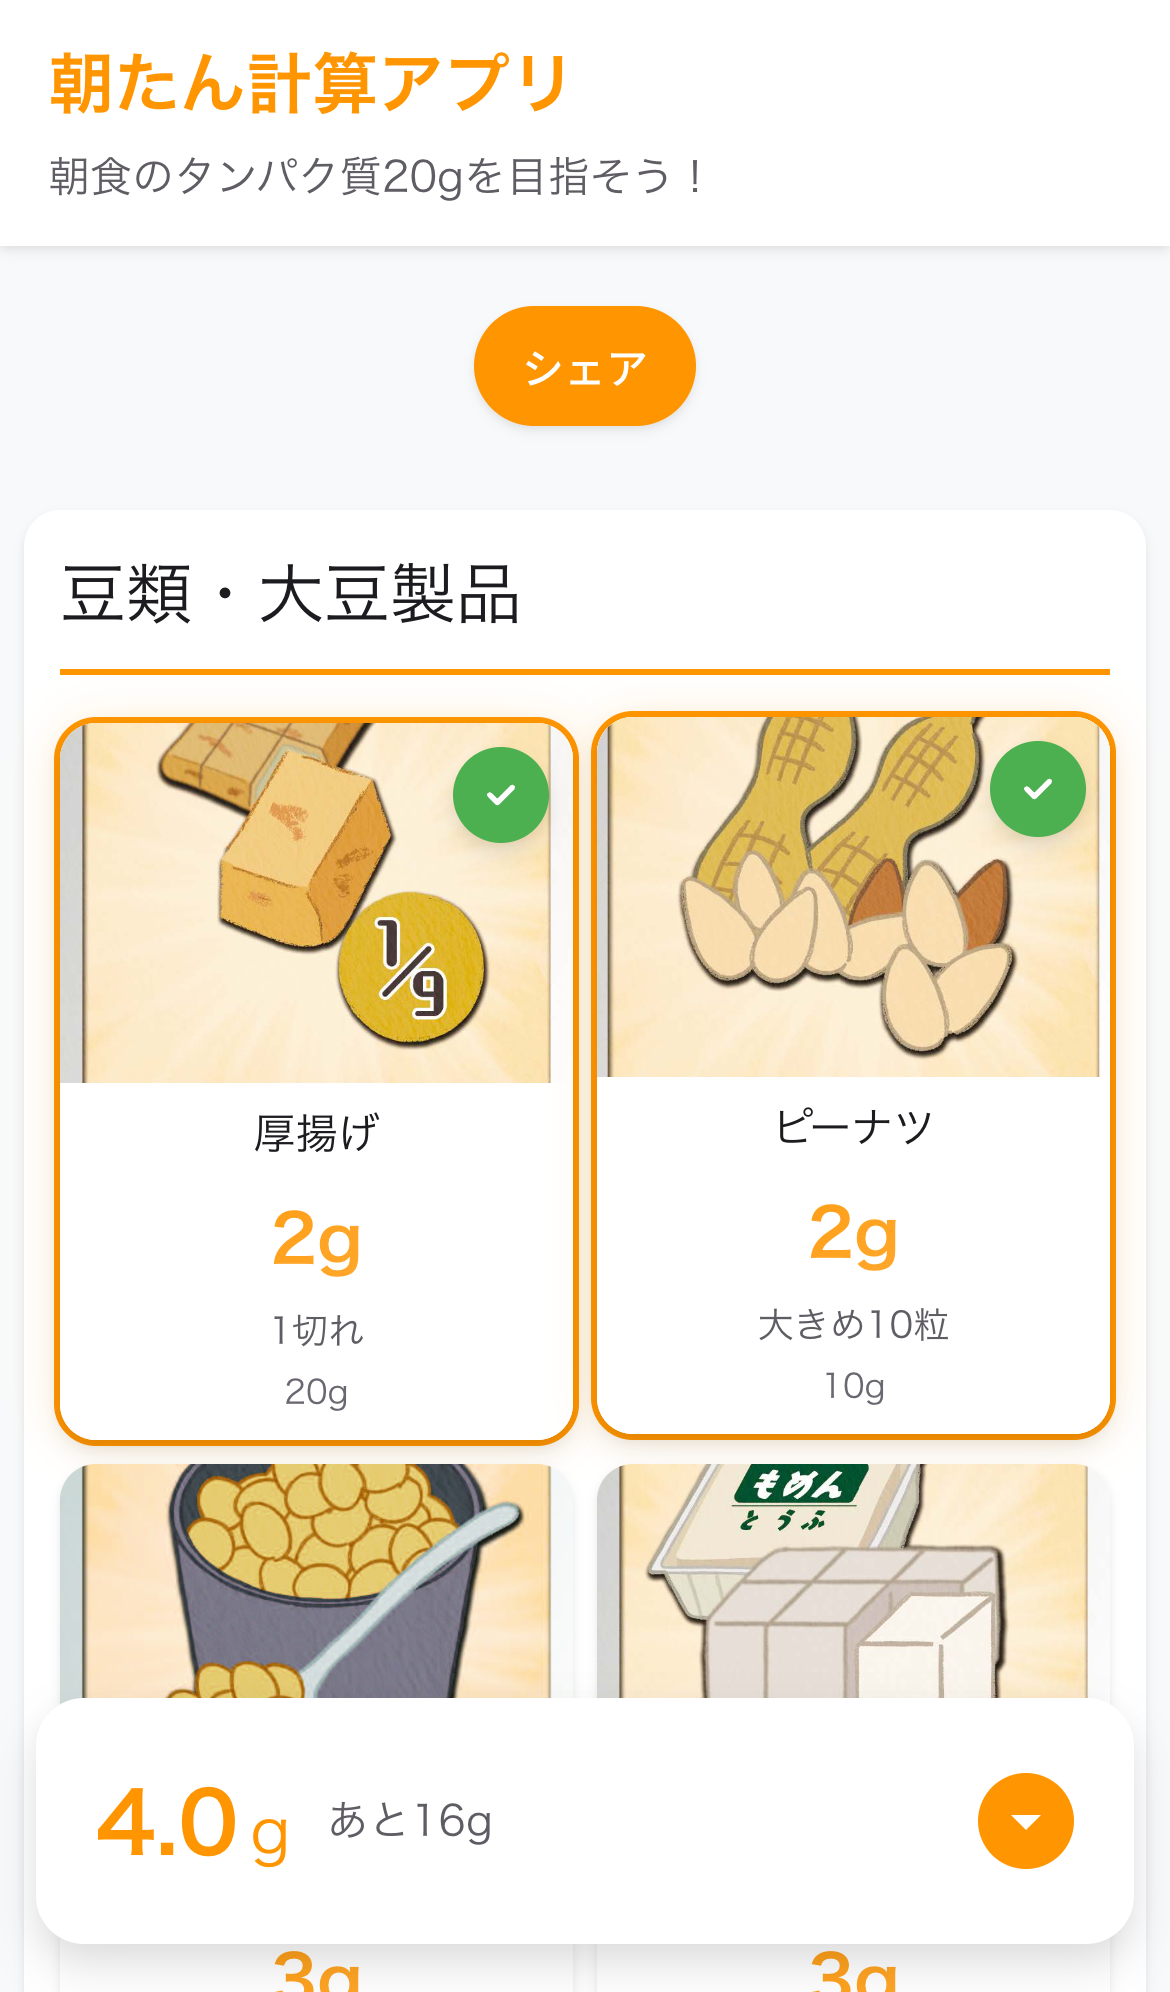 朝たん計算アプリ
朝食のタンパク質20gを目指そう！
シェア
豆類・大豆製品
1/9
厚揚げ
2g
1切れ
20g
ピーナツ
2g
大きめ10粒
10g
もめん
とうふ
4.0 g あと16g
3g
3g